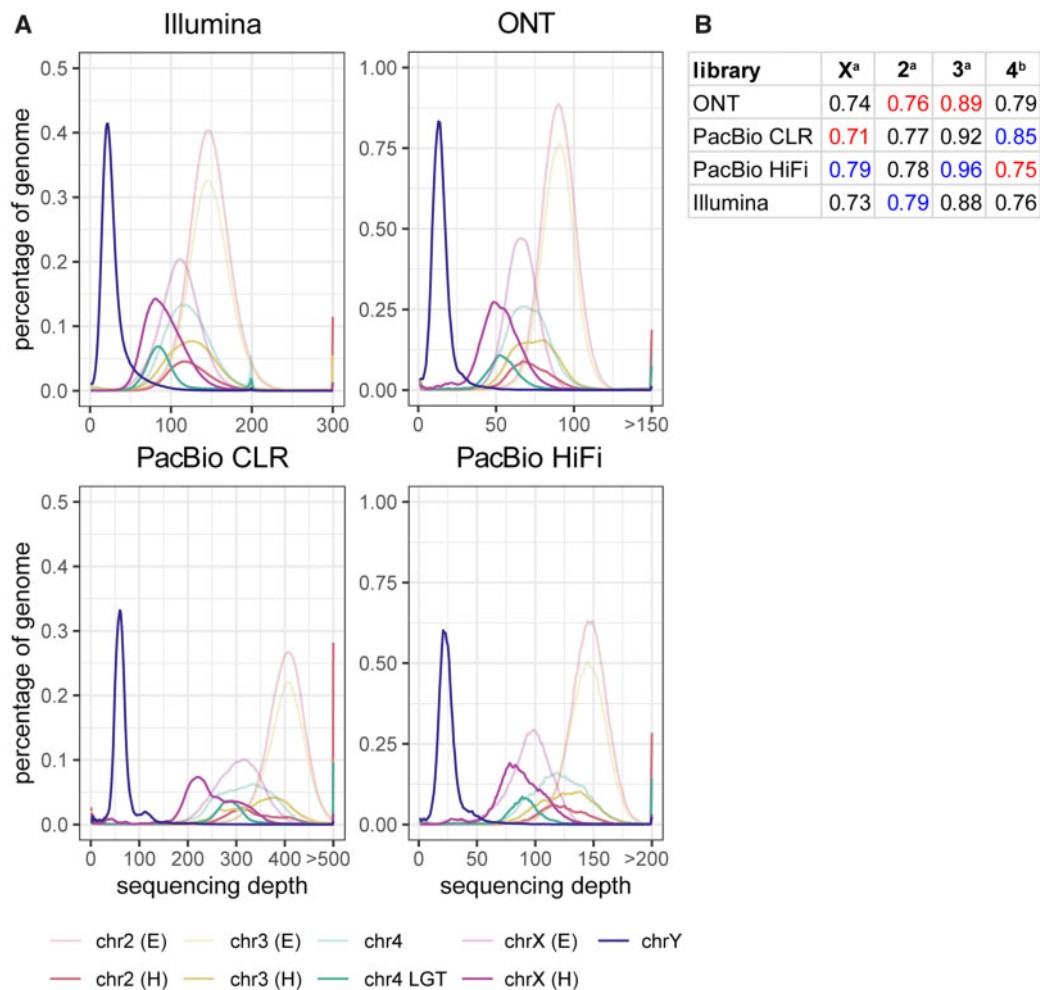 A
Illumina
ONT
B
percentage of genome
0.5
0.4
0.3
0.2
0.1
0.0
0 100 200 300
1.00
0.75
0.50
0.25
0.00
0 50 100 >150
library Xᵃ 2ᵃ 3ᵃ 4ᵇ
ONT 0.74 0.76 0.89 0.79
PacBio CLR 0.71 0.77 0.92 0.85
PacBio HiFi 0.79 0.78 0.96 0.75
Illumina 0.73 0.79 0.88 0.76
PacBio CLR
PacBio HiFi
percentage of genome
0.5
0.4
0.3
0.2
0.1
0.0
0 100 200 300 400 >500
sequencing depth
1.00
0.75
0.50
0.25
0.00
0 50 100 150 >200
sequencing depth
chr2 (E) chr3 (E) chr4 chrX (E) chrY
chr2 (H) chr3 (H) chr4 LGT chrX (H)